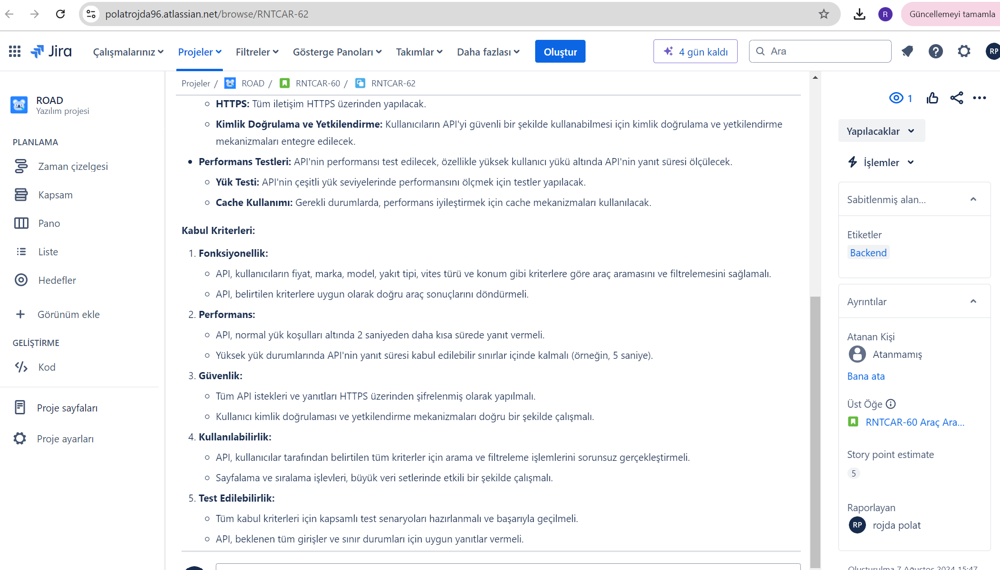 polatrojda96.atlassian.net/browse/RNTCAR-62
R
Güncellemeyi tamamla
Jira
Çalışmalarınız
Projeler
Filtreler
Gösterge Panoları
Takımlar
Daha fazlası
Oluştur
4 gün kaldı
Ara
RP
ROAD
Yazılım projesi
PLANLAMA
Zaman çizelgesi
Kapsam
Pano
Liste
Hedefler
Görünüm ekle
GELİŞTİRME
Kod
Proje sayfaları
Proje ayarları
Projeler / ROAD / RNTCAR-60 / RNTCAR-62
HTTPS: Tüm iletişim HTTPS üzerinden yapılacak.
Kimlik Doğrulama ve Yetkilendirme: Kullanıcıların API'yi güvenli bir şekilde kullanabilmesi için kimlik doğrulama ve yetkilendirme
mekanizmaları entegre edilecek.
Performans Testleri: API'nin performansı test edilecek, özellikle yüksek kullanıcı yükü altında API'nin yanıt süresi ölçülecek.
Yük Testi: API'nin çeşitli yük seviyelerinde performansını ölçmek için testler yapılacak.
Cache Kullanımı: Gerekli durumlarda, performans iyileştirmek için cache mekanizmaları kullanılacak.
Kabul Kriterleri:
1. Fonksiyonellik:
API, kullanıcıların fiyat, marka, model, yakıt tipi, vites türü ve konum gibi kriterlere göre araç aramasını ve filtrelemesini sağlamalı.
API, belirtilen kriterlere uygun olarak doğru araç sonuçlarını döndürmeli.
2. Performans:
API, normal yük koşulları altında 2 saniyeden daha kısa sürede yanıt vermeli.
Yüksek yük durumlarında API'nin yanıt süresi kabul edilebilir sınırlar içinde kalmalı (örneğin, 5 saniye).
3. Güvenlik:
Tüm API istekleri ve yanıtları HTTPS üzerinden şifrelenmiş olarak yapılmalı.
Kullanıcı kimlik doğrulaması ve yetkilendirme mekanizmaları doğru bir şekilde çalışmalı.
4. Kullanılabilirlik:
API, kullanıcılar tarafından belirtilen tüm kriterler için arama ve filtreleme işlemlerini sorunsuz gerçekleştirmeli.
Sayfalama ve sıralama işlevleri, büyük veri setlerinde etkili bir şekilde çalışmalı.
5. Test Edilebilirlik:
Tüm kabul kriterleri için kapsamlı test senaryoları hazırlanmalı ve başarıyla geçilmeli.
API, beklenen tüm girişler ve sınır durumları için uygun yanıtlar vermeli.
1
Yapılacaklar
İşlemler
Sabitlenmiş alan...
Etiketler
Backend
Ayrıntılar
Atanan Kişi
Atanmamış
Bana ata
Üst Öğe
RNTCAR-60 Araç Ara...
Story point estimate
5
Raporlayan
RP rojda polat
Oluşturulma 7 Ağustos 2024 15:47